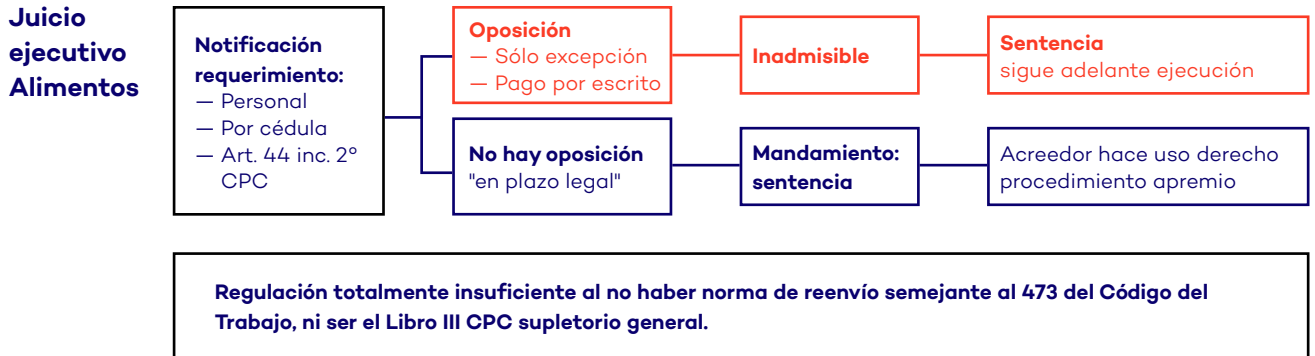 Juicio
ejecutivo
Alimentos
Notificación
requerimiento:
— Personal
— Por cédula
— Art. 44 inc. 2°
CPC
Oposición
— Sólo excepción
— Pago por escrito
Inadmisible
Sentencia
sigue adelante ejecución
No hay oposición
"en plazo legal"
Mandamiento:
sentencia
Acreedor hace uso derecho
procedimiento apremio
Regulación totalmente insuficiente al no haber norma de reenvío semejante al 473 del Código del
Trabajo, ni ser el Libro III CPC supletorio general.